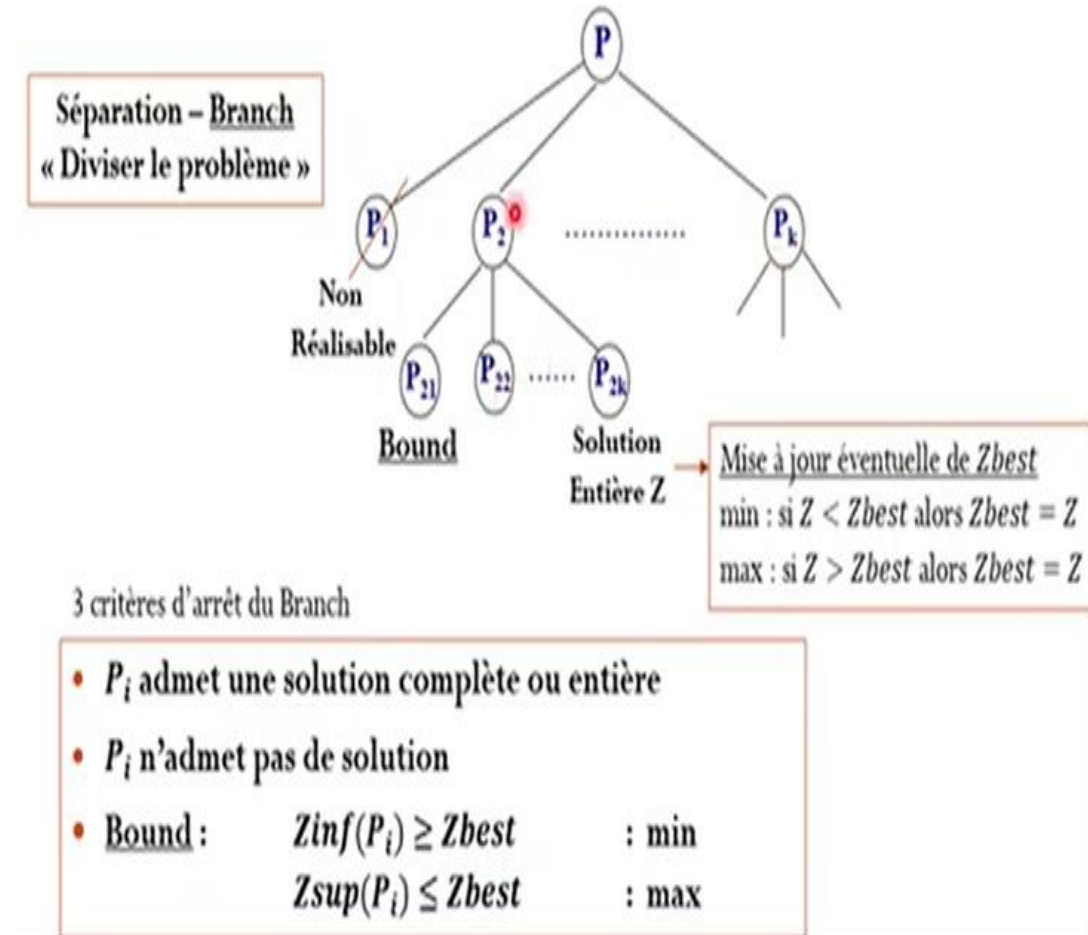 P
Séparation – Branch
« Diviser le problème »
P1
P2
...............
Pk
Non
Réalisable
P21
P22
......
P2k
Bound
Solution
Entière Z
Mise à jour éventuelle de Zbest
min : si Z < Zbest alors Zbest = Z
max : si Z > Zbest alors Zbest = Z
3 critères d'arrêt du Branch
• Pi admet une solution complète ou entière
• Pi n'admet pas de solution
• Bound : Zinf(Pi) ≥ Zbest : min
Zsup(Pi) ≤ Zbest : max